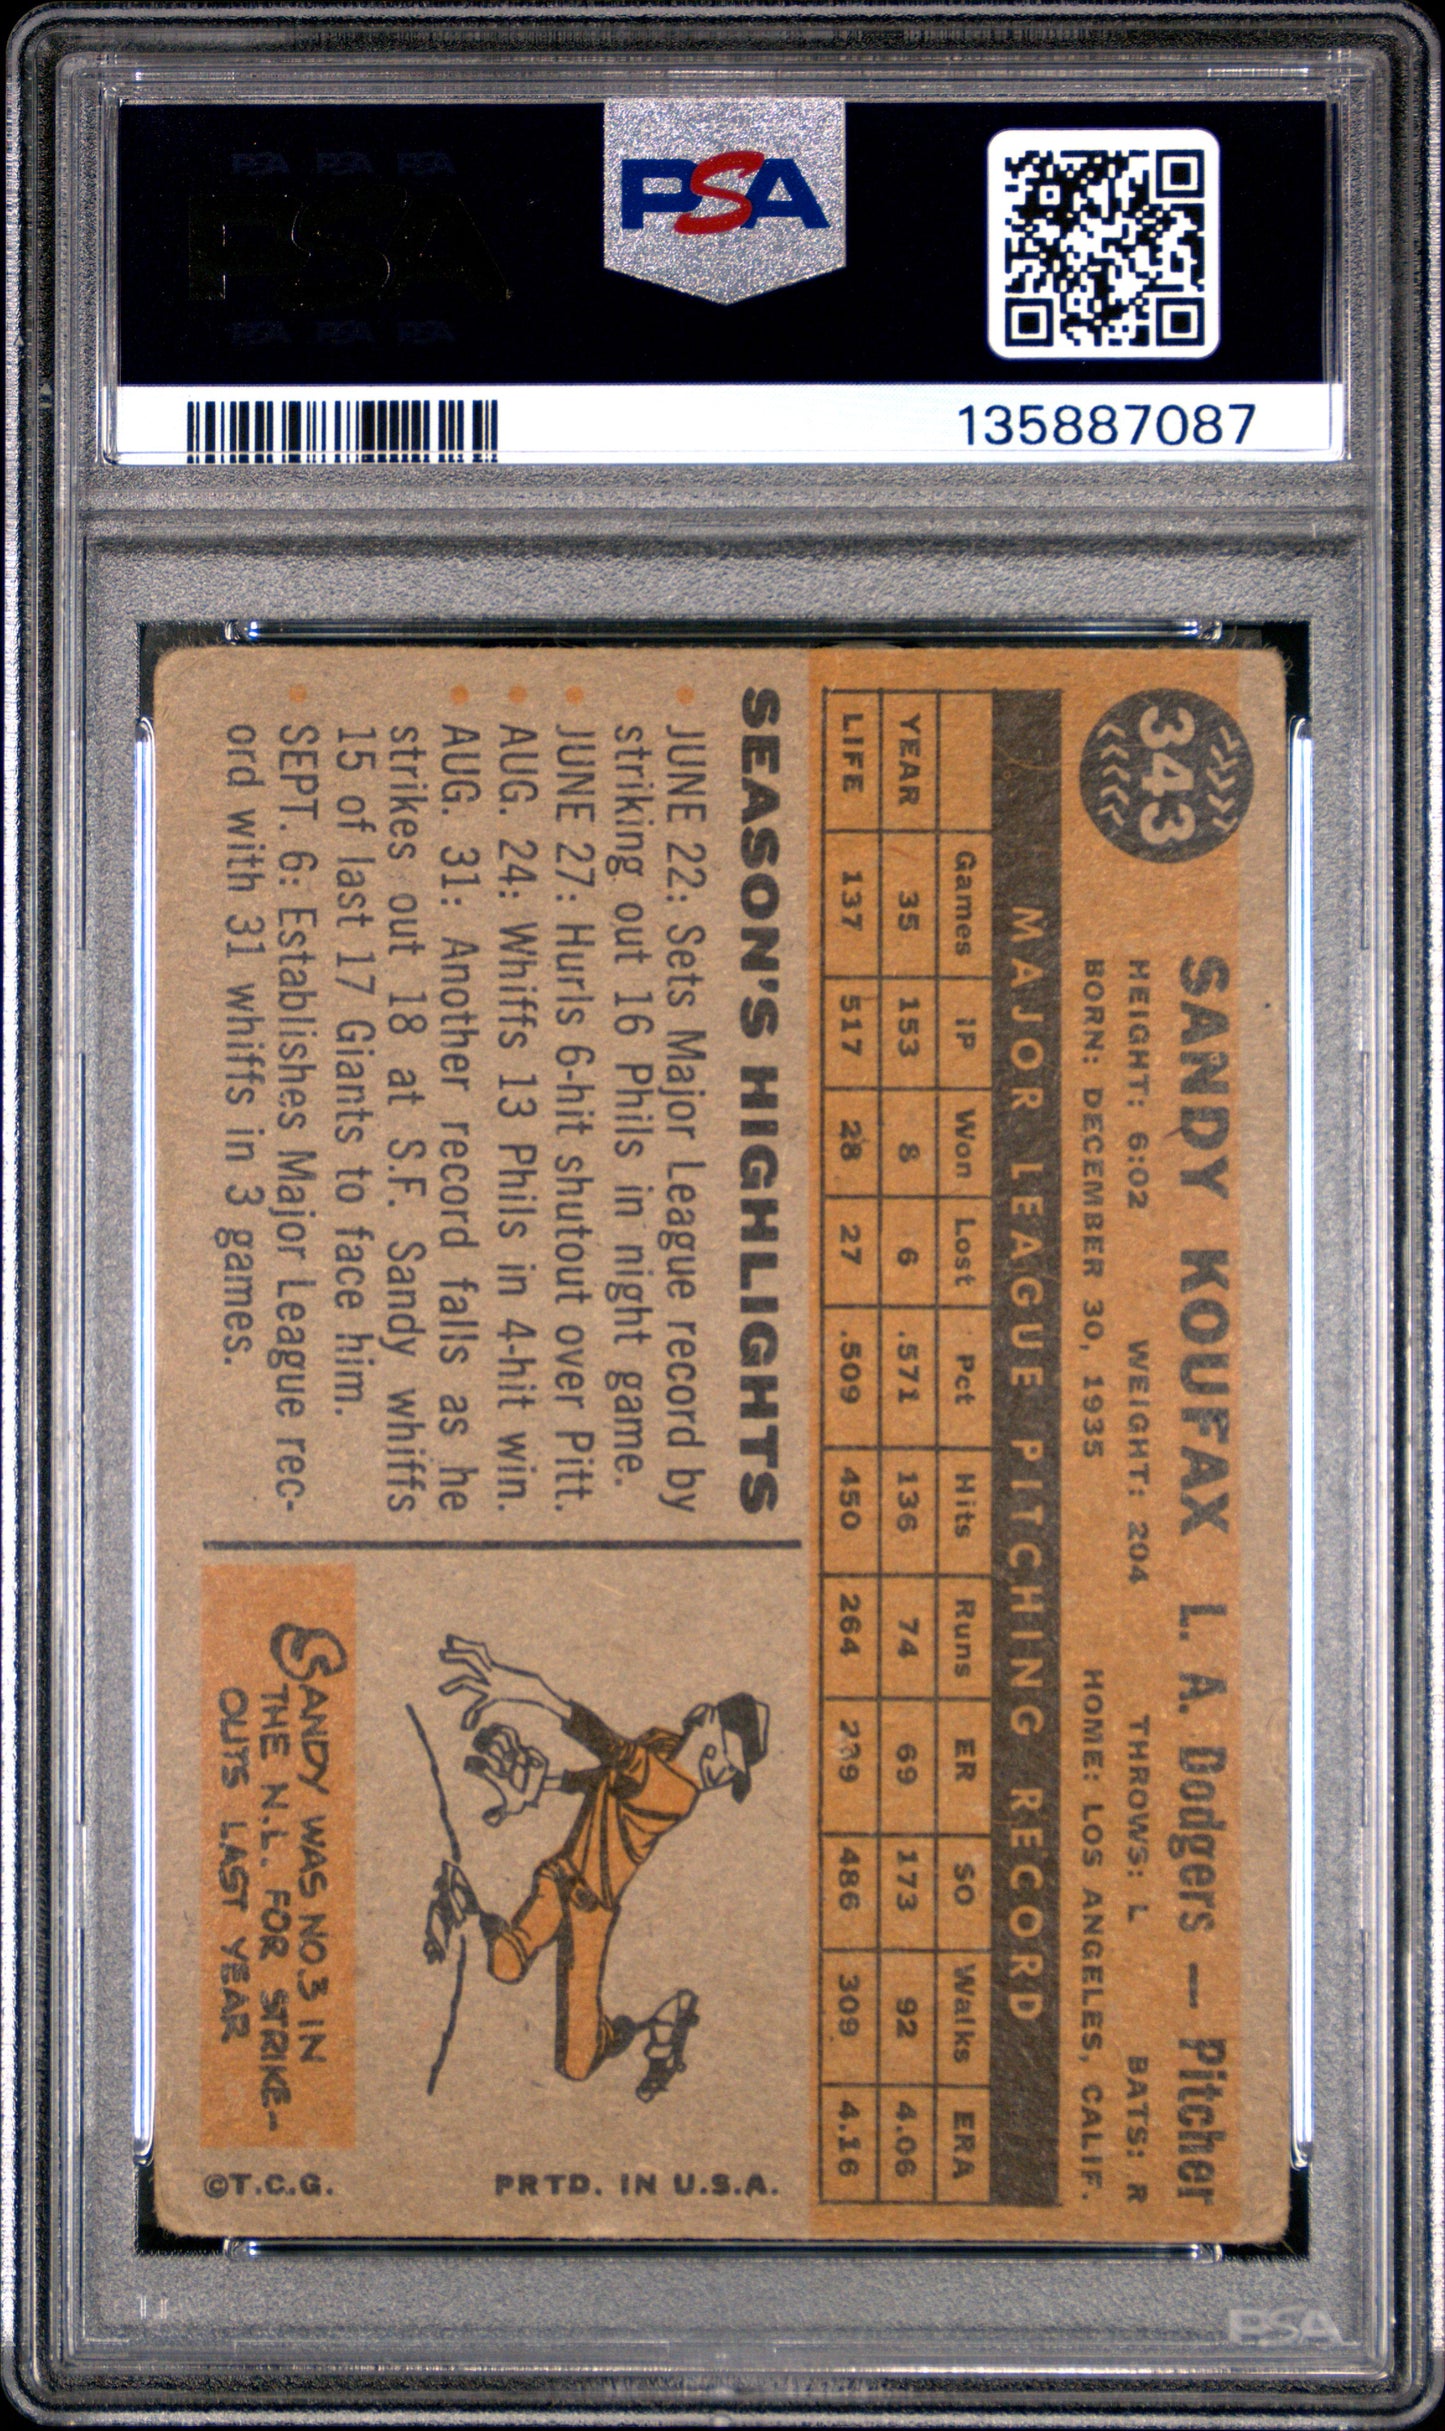 PSA PSA PSA
PSA
PSA PSA PSA
PSA
135887087
343
SANDY KOUFAX L. A. Dodgers — Pitcher
HEIGHT: 6:02 WEIGHT: 204 THROWS: L BATS: R
BORN: DECEMBER 30, 1935 HOME: LOS ANGELES, CALIF.
MAJOR LEAGUE PITCHING RECORD
Games IP Won Lost Pct Hits Runs ER SO Walks ERA
YEAR 35 153 8 6 .571 136 74 69 173 92 4.06
LIFE 137 517 28 27 .509 450 264 239 486 309 4.16
SEASON'S HIGHLIGHTS
• JUNE 22: Sets Major League record by
striking out 16 Phils in night game.
• JUNE 27: Hurls 6-hit shutout over Pitt.
• AUG. 24: Whiffs 13 Phils in 4-hit win.
• AUG. 31: Another record falls as he
strikes out 18 at S.F. Sandy whiffs
15 of last 17 Giants to face him.
• SEPT. 6: Establishes Major League rec-
ord with 31 whiffs in 3 games.
SANDY WAS NO.3 IN
THE N.L. FOR STRIKE-
OUTS LAST YEAR
©T.C.G.
PRTD. IN U.S.A.
PSA